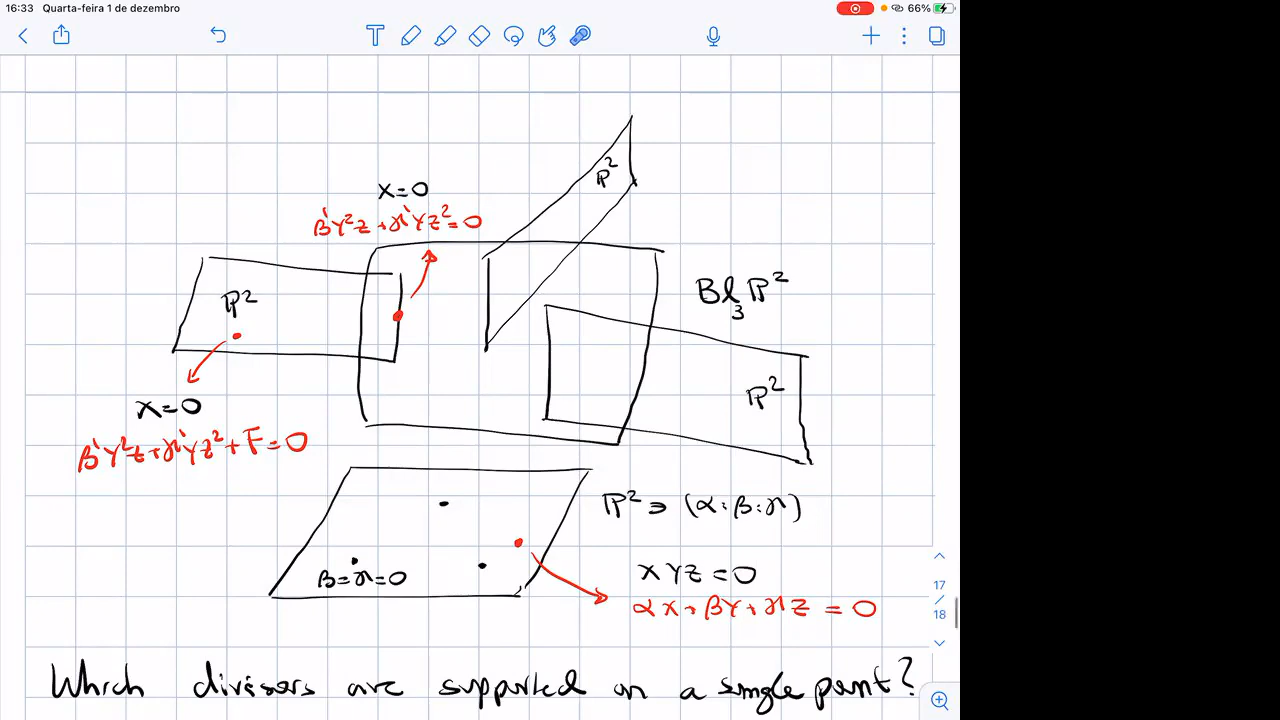 16:33 Quarta-feira 1 de dezembro 66%
P²
x=0
β'Y²Z+γ'YZ²=0
P²
Bl₃P²
x=0
β'Y²Z+γ'YZ²+F=0
P²
P²∋(α:β:γ)
β=γ=0
XYZ=0
αX+βY+γZ=0
17
/
18
Which divisors are supported on a single point?